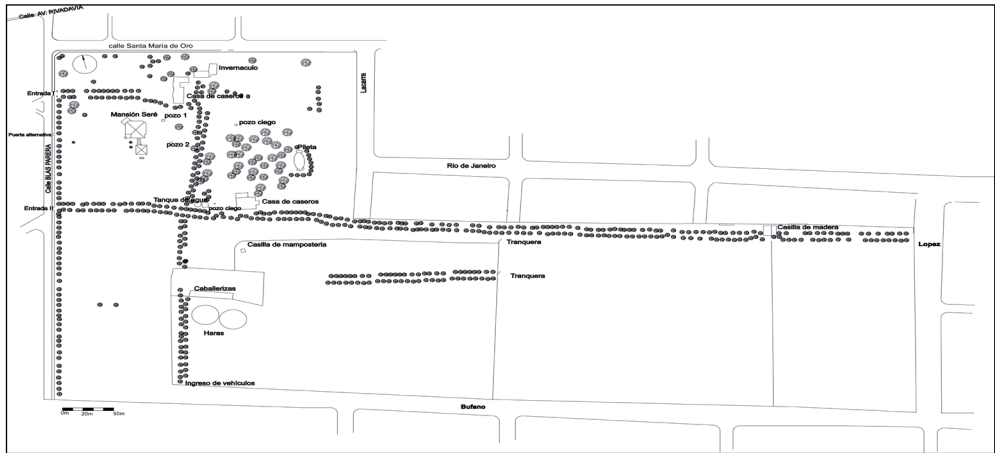 Calle AV. RIVADAVIA
calle Santa Maria de Oro
Invernaculo
Lacarra
Entrada I
Casa de caseros
Mansión Seré
pozo 1
pozo ciego
Puerta alternativa
pozo 2
Pileta
Calle BLAS PARERA
Rio de Janeiro
Tanque de agua
Casa de caseros
Entrada II
pozo ciego
Casilla de madera
Casilla de mamposteria
Tranquera
Lopez
Tranquera
Caballerizas
Haras
Ingreso de vehículos
Bufano
0m 20m 50m